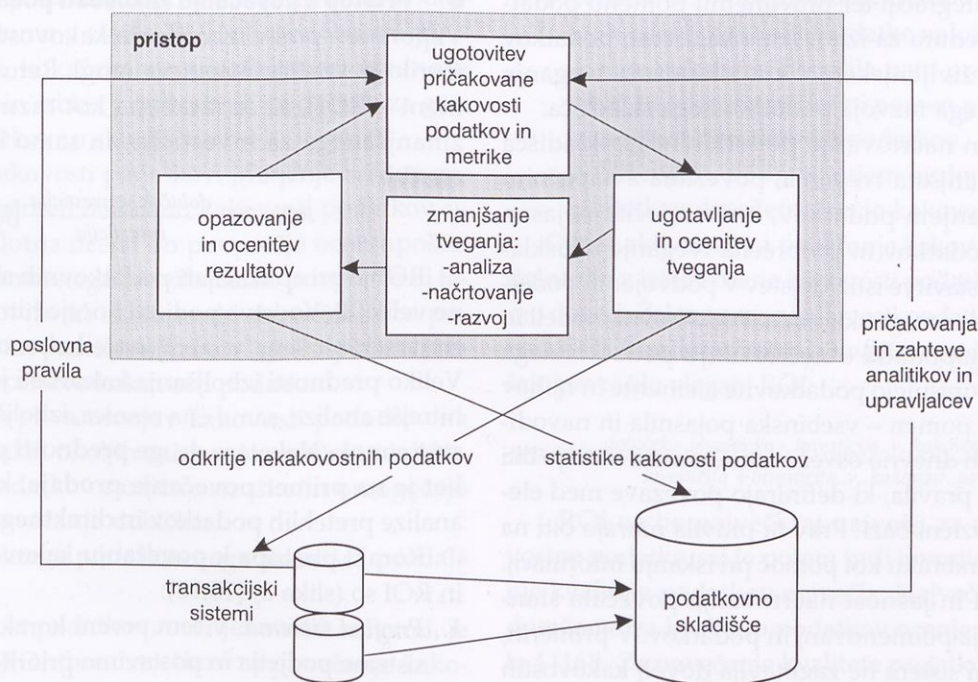 pristop
ugotovitev
pričakovane
kakovosti
podatkov in
metrike
opazovanje
in ocenitev
rezultatov
zmanjšanje
tveganja:
-analiza
-načrtovanje
-razvoj
ugotavljanje
in ocenitev
tveganja
poslovna
pravila
pričakovanja
in zahteve
analitikov in
upravljalcev
odkritje nekakovostnih podatkov
statistike kakovosti podatkov
transakcijski
sistemi
podatkovno
skladišče